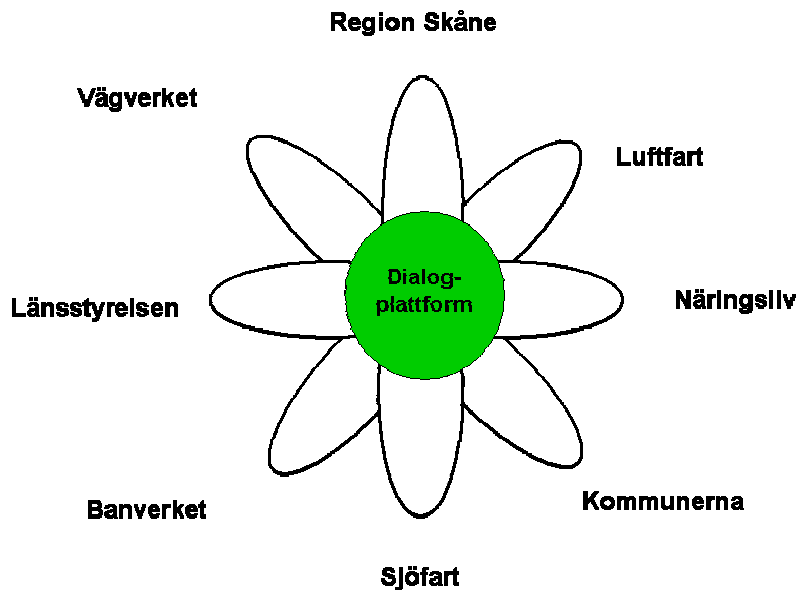 Region Skåne
Vägverket
Luftfart
Dialog-
plattform
Länsstyrelsen
Näringsliv
Banverket
Kommunerna
Sjöfart